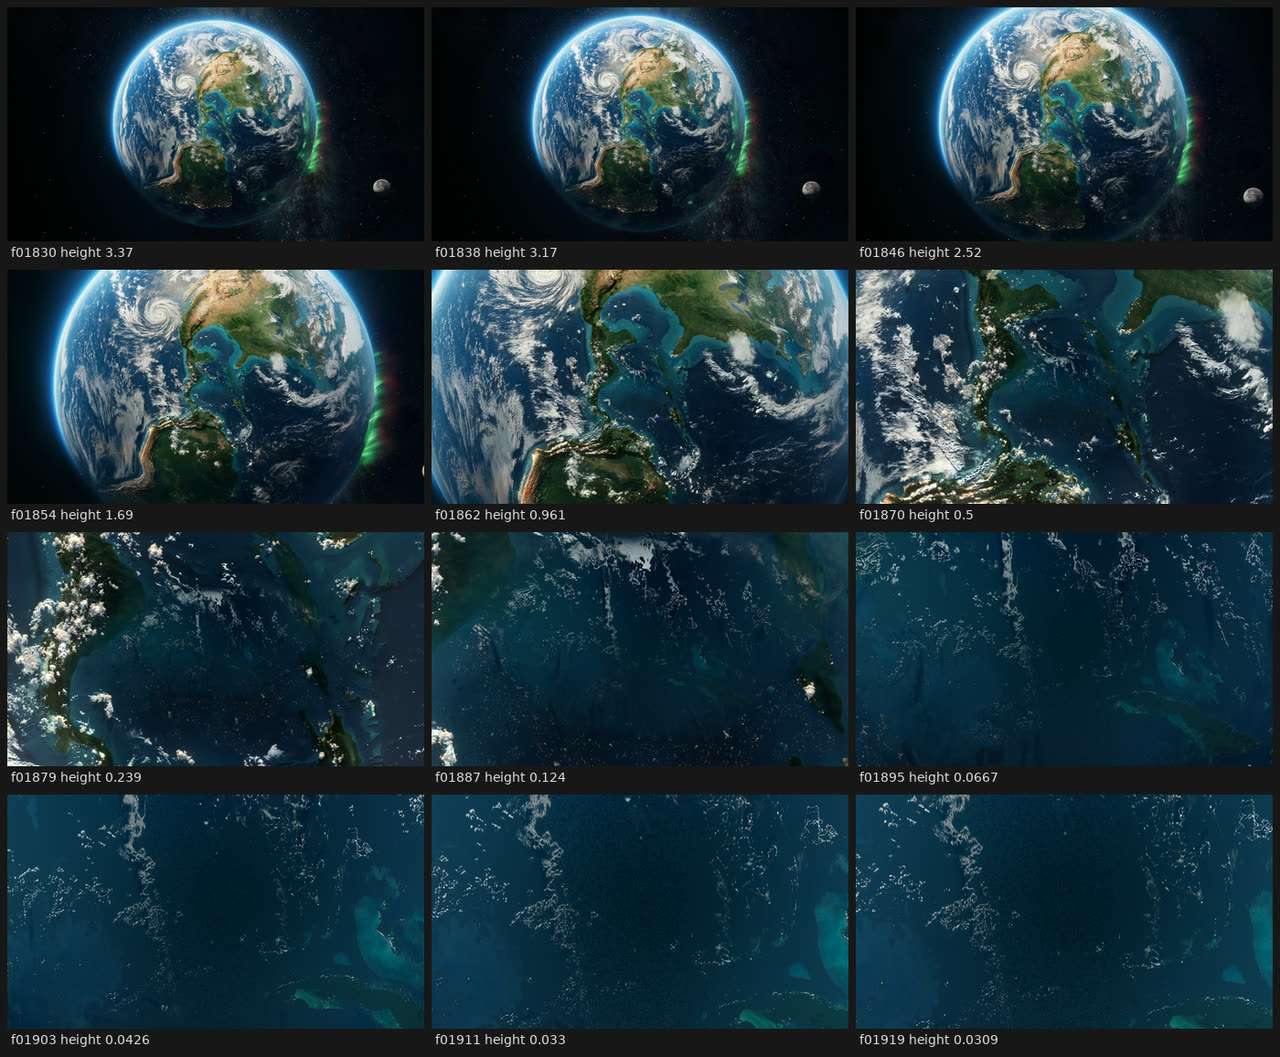 f01830 height 3.37
f01838 height 3.17
f01846 height 2.52
f01854 height 1.69
f01862 height 0.961
f01870 height 0.5
f01879 height 0.239
f01887 height 0.124
f01895 height 0.0667
f01903 height 0.0426
f01911 height 0.033
f01919 height 0.0309